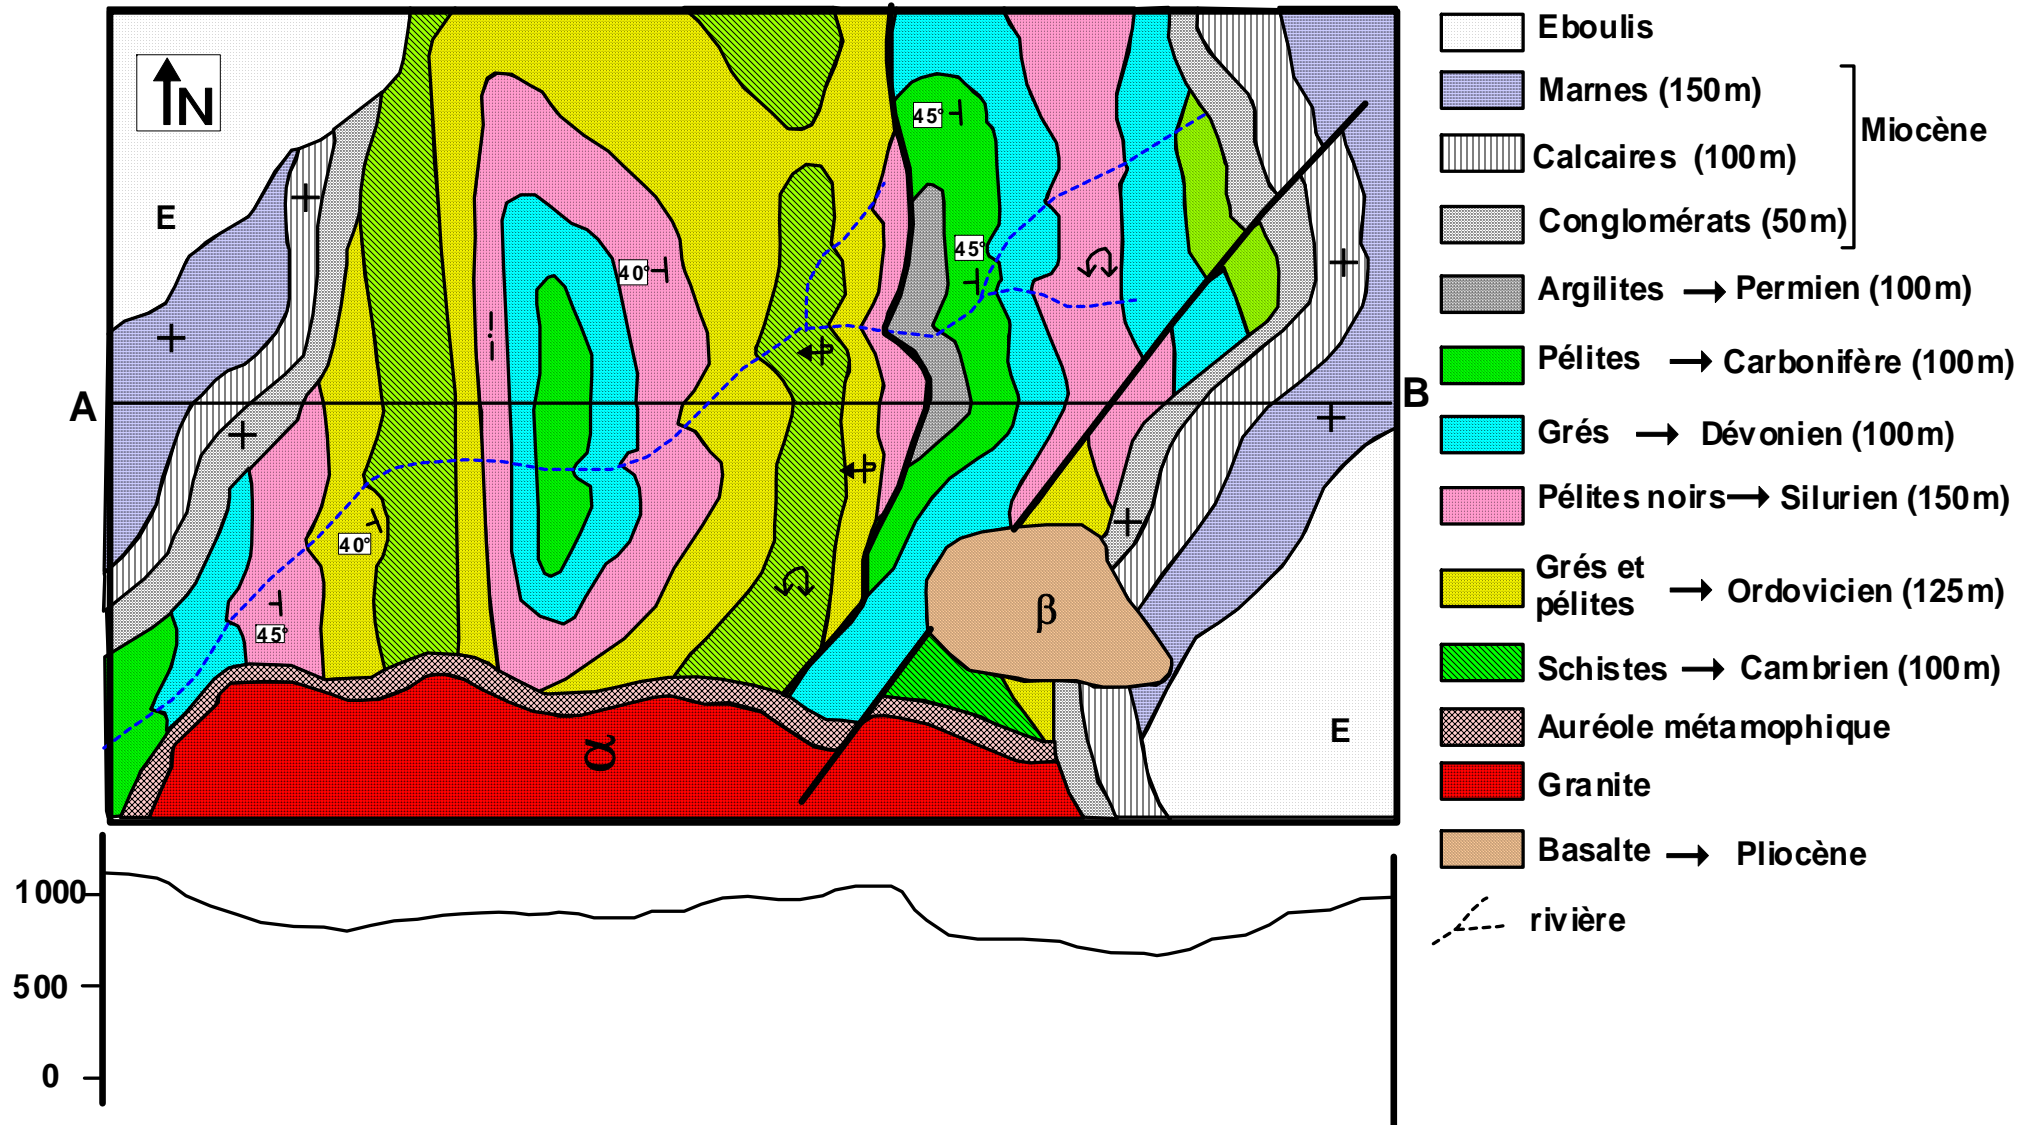 N
E
45°
45°
40°
40°
45°
A
B
β
α
E
Eboulis
Marnes (150m)
Calcaires (100m)
Conglomérats (50m)
Miocène
Argilites → Permien (100m)
Pélites → Carbonifère (100m)
Grés → Dévonien (100m)
Pélites noirs → Silurien (150m)
Grés et
pélites → Ordovicien (125m)
Schistes → Cambrien (100m)
Auréole métamophique
Granite
Basalte → Pliocène
rivière
1000
500
0